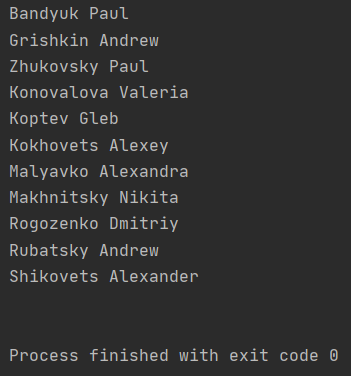 Bandyuk Paul
Grishkin Andrew
Zhukovsky Paul
Konovalova Valeria
Koptev Gleb
Kokhovets Alexey
Malyavko Alexandra
Makhnitsky Nikita
Rogozenko Dmitriy
Rubatsky Andrew
Shikovets Alexander
Process finished with exit code 0